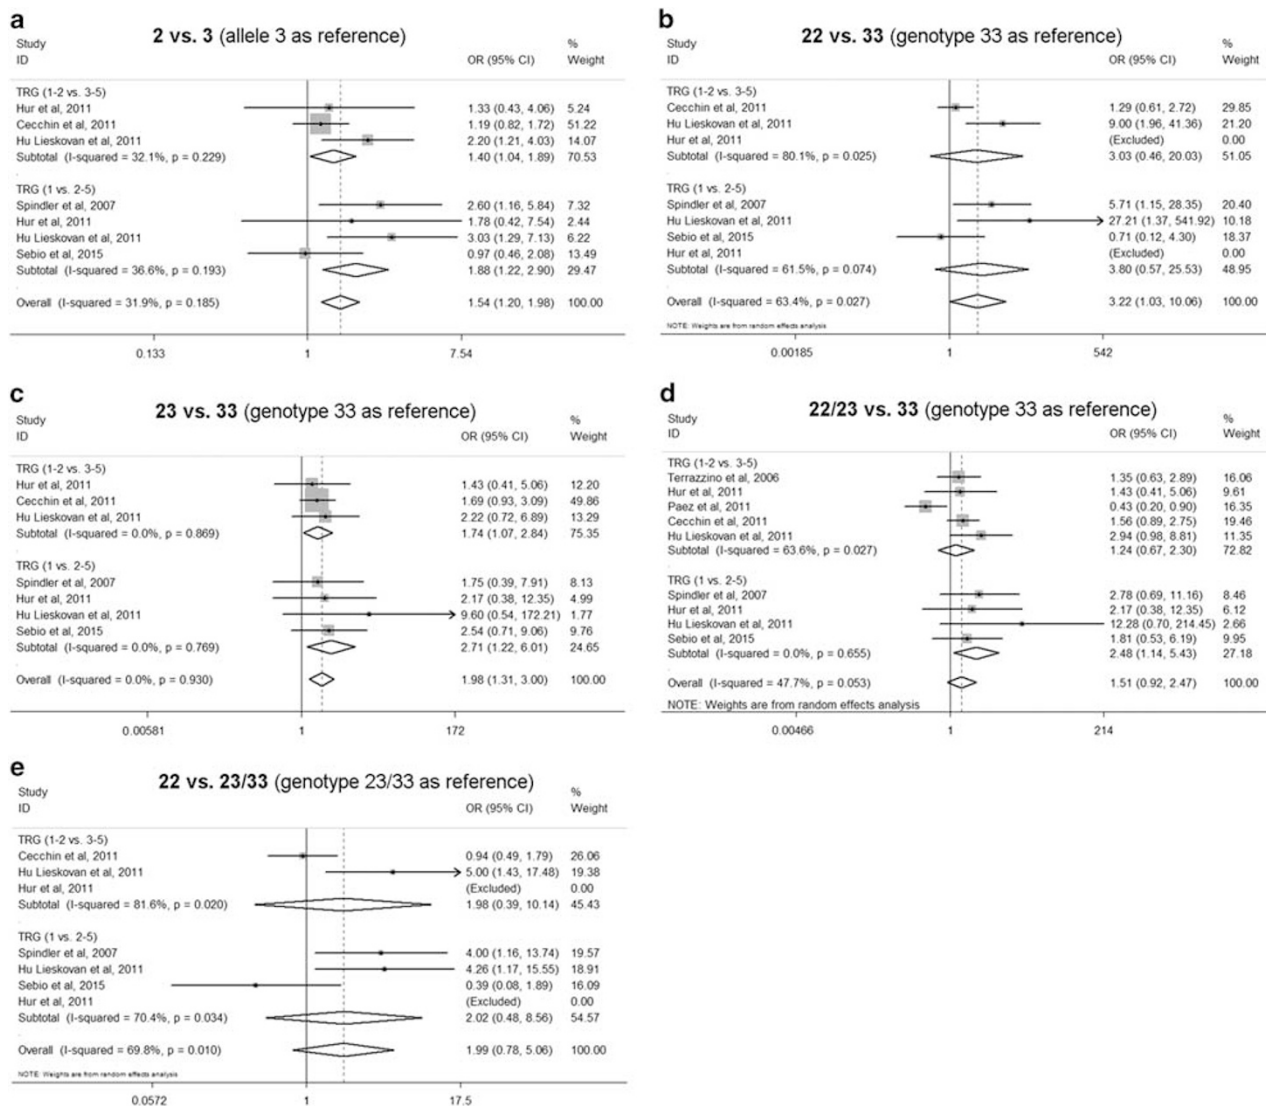 a
2 vs. 3 (allele 3 as reference)
Study %
ID OR (95% CI) Weight
TRG (1-2 vs. 3-5)
Hur et al, 2011 1.33 (0.43, 4.06) 5.24
Cecchin et al, 2011 1.19 (0.82, 1.72) 51.22
Hu Lieskovan et al, 2011 2.20 (1.21, 4.03) 14.07
Subtotal (I-squared = 32.1%, p = 0.229) 1.40 (1.04, 1.89) 70.53
TRG (1 vs. 2-5)
Spindler et al, 2007 2.60 (1.16, 5.84) 7.32
Hur et al, 2011 1.78 (0.42, 7.54) 2.44
Hu Lieskovan et al, 2011 3.03 (1.29, 7.13) 6.22
Sebio et al, 2015 0.97 (0.46, 2.08) 13.49
Subtotal (I-squared = 36.6%, p = 0.193) 1.88 (1.22, 2.90) 29.47
Overall (I-squared = 31.9%, p = 0.185) 1.54 (1.20, 1.98) 100.00
0.133 1 7.54
b
22 vs. 33 (genotype 33 as reference)
Study %
ID OR (95% CI) Weight
TRG (1-2 vs. 3-5)
Cecchin et al, 2011 1.29 (0.61, 2.72) 29.85
Hu Lieskovan et al, 2011 9.00 (1.96, 41.36) 21.20
Hur et al, 2011 (Excluded) 0.00
Subtotal (I-squared = 80.1%, p = 0.025) 3.03 (0.46, 20.03) 51.05
TRG (1 vs. 2-5)
Spindler et al, 2007 5.71 (1.15, 28.35) 20.40
Hu Lieskovan et al, 2011 27.21 (1.37, 541.92) 10.18
Sebio et al, 2015 0.71 (0.12, 4.30) 18.37
Hur et al, 2011 (Excluded) 0.00
Subtotal (I-squared = 61.5%, p = 0.074) 3.80 (0.57, 25.53) 48.95
Overall (I-squared = 63.4%, p = 0.027) 3.22 (1.03, 10.06) 100.00
NOTE: Weights are from random effects analysis
0.00185 1 542
c
23 vs. 33 (genotype 33 as reference)
Study %
ID OR (95% CI) Weight
TRG (1-2 vs. 3-5)
Hur et al, 2011 1.43 (0.41, 5.06) 12.20
Cecchin et al, 2011 1.69 (0.93, 3.09) 49.86
Hu Lieskovan et al, 2011 2.22 (0.72, 6.89) 13.29
Subtotal (I-squared = 0.0%, p = 0.869) 1.74 (1.07, 2.84) 75.35
TRG (1 vs. 2-5)
Spindler et al, 2007 1.75 (0.39, 7.91) 8.13
Hur et al, 2011 2.17 (0.38, 12.35) 4.99
Hu Lieskovan et al, 2011 9.60 (0.54, 172.21) 1.77
Sebio et al, 2015 2.54 (0.71, 9.06) 9.76
Subtotal (I-squared = 0.0%, p = 0.769) 2.71 (1.22, 6.01) 24.65
Overall (I-squared = 0.0%, p = 0.930) 1.98 (1.31, 3.00) 100.00
0.00581 1 172
d
22/23 vs. 33 (genotype 33 as reference)
Study %
ID OR (95% CI) Weight
TRG (1-2 vs. 3-5)
Terrazzino et al, 2006 1.35 (0.63, 2.89) 16.06
Hur et al, 2011 1.43 (0.41, 5.06) 9.61
Paez et al, 2011 0.43 (0.20, 0.90) 16.35
Cecchin et al, 2011 1.56 (0.89, 2.75) 19.46
Hu Lieskovan et al, 2011 2.94 (0.98, 8.81) 11.35
Subtotal (I-squared = 63.6%, p = 0.027) 1.24 (0.67, 2.30) 72.82
TRG (1 vs. 2-5)
Spindler et al, 2007 2.78 (0.69, 11.16) 8.46
Hur et al, 2011 2.17 (0.38, 12.35) 6.12
Hu Lieskovan et al, 2011 12.28 (0.70, 214.45) 2.66
Sebio et al, 2015 1.81 (0.53, 6.19) 9.95
Subtotal (I-squared = 0.0%, p = 0.655) 2.48 (1.14, 5.43) 27.18
Overall (I-squared = 47.7%, p = 0.053) 1.51 (0.92, 2.47) 100.00
NOTE: Weights are from random effects analysis
0.00466 1 214
e
22 vs. 23/33 (genotype 23/33 as reference)
Study %
ID OR (95% CI) Weight
TRG (1-2 vs. 3-5)
Cecchin et al, 2011 0.94 (0.49, 1.79) 26.06
Hu Lieskovan et al, 2011 5.00 (1.43, 17.48) 19.38
Hur et al, 2011 (Excluded) 0.00
Subtotal (I-squared = 81.6%, p = 0.020) 1.98 (0.39, 10.14) 45.43
TRG (1 vs. 2-5)
Spindler et al, 2007 4.00 (1.16, 13.74) 19.57
Hu Lieskovan et al, 2011 4.26 (1.17, 15.55) 18.91
Sebio et al, 2015 0.39 (0.08, 1.89) 16.09
Hur et al, 2011 (Excluded) 0.00
Subtotal (I-squared = 70.4%, p = 0.034) 2.02 (0.48, 8.56) 54.57
Overall (I-squared = 69.8%, p = 0.010) 1.99 (0.78, 5.06) 100.00
NOTE: Weights are from random effects analysis
0.0572 1 17.5